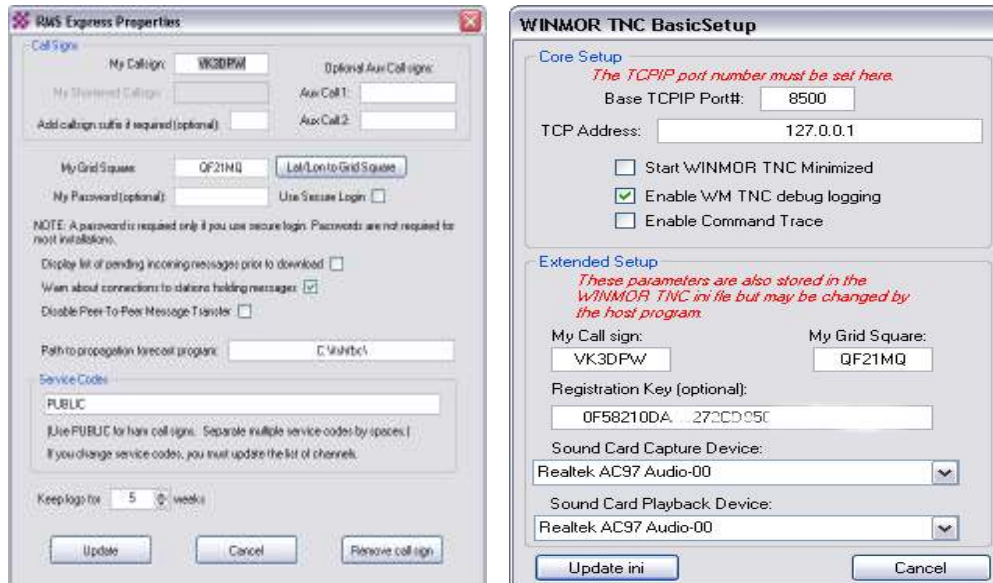 RMS Express Properties
Call Signs
My Callsign: VK3DPW
Optional Aux Call signs:
My Shortened Callsign:
Aux Call 1:
Add callsign suffix if required (optional):
Aux Call 2:
My Grid Square: QF21MQ Lat/Lon to Grid Square
My Password (optional): Use Secure Login
NOTE: A password is required only if you use secure login. Passwords are not required for
most installations.
Display list of pending incoming messages prior to download
Warn about connections to stations holding messages
Disable Peer-To-Peer Message Transfer
Path to propagation forecast program:
Service Codes
PUBLIC
(Use PUBLIC for ham call signs. Separate multiple service codes by spaces.)
If you change service codes, you must update the list of channels.
Keep logs for 5 weeks
Update Cancel Remove call sign
WINMOR TNC BasicSetup
Core Setup
The TCPIP port number must be set here.
Base TCPIP Port#: 8500
TCP Address: 127.0.0.1
Start WINMOR TNC Minimized
Enable WM TNC debug logging
Enable Command Trace
Extended Setup
These parameters are also stored in the
WINMOR TNC ini file but may be changed by
the host program.
My Call sign: My Grid Square:
VK3DPW QF21MQ
Registration Key (optional):
0F58210DA
Sound Card Capture Device:
Realtek AC97 Audio-00
Sound Card Playback Device:
Realtek AC97 Audio-00
Update ini Cancel